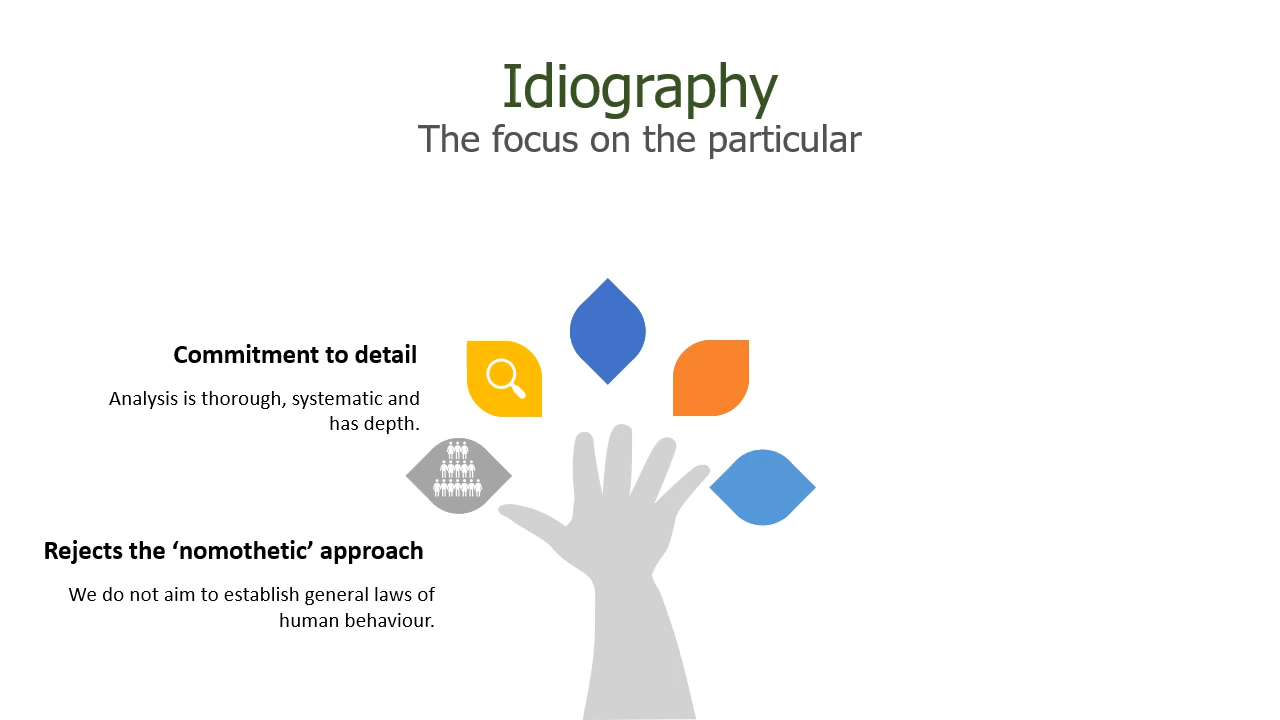 Idiography
The focus on the particular
Commitment to detail
Analysis is thorough, systematic and
has depth.
Rejects the ‘nomothetic’ approach
We do not aim to establish general laws of
human behaviour.